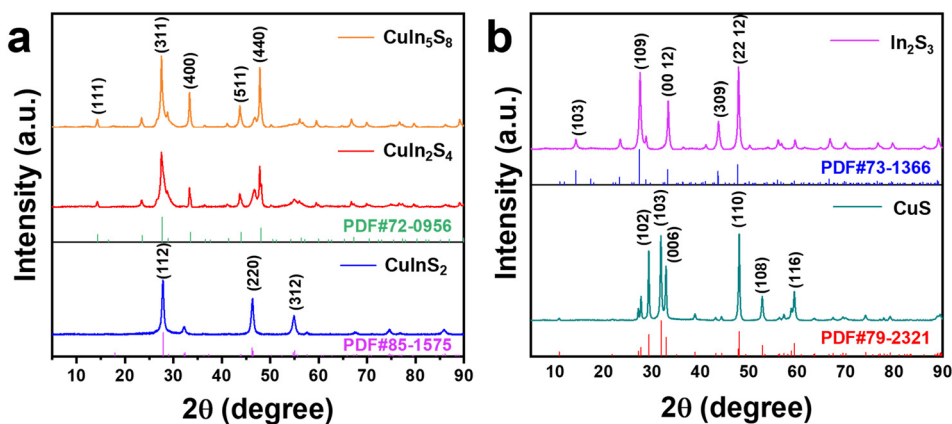 a
Intensity (a.u.)
CuIn₅S₈
(111)
(311)
(400)
(511)
(440)
CuIn₂S₄
PDF#72-0956
CuInS₂
(112)
(220)
(312)
PDF#85-1575
10 20 30 40 50 60 70 80 90
2θ (degree)
b
Intensity (a.u.)
In₂S₃
(103)
(109)
(00 12)
(309)
(22 12)
PDF#73-1366
CuS
(102)
(103)
(006)
(110)
(108)
(116)
PDF#79-2321
10 20 30 40 50 60 70 80 90
2θ (degree)